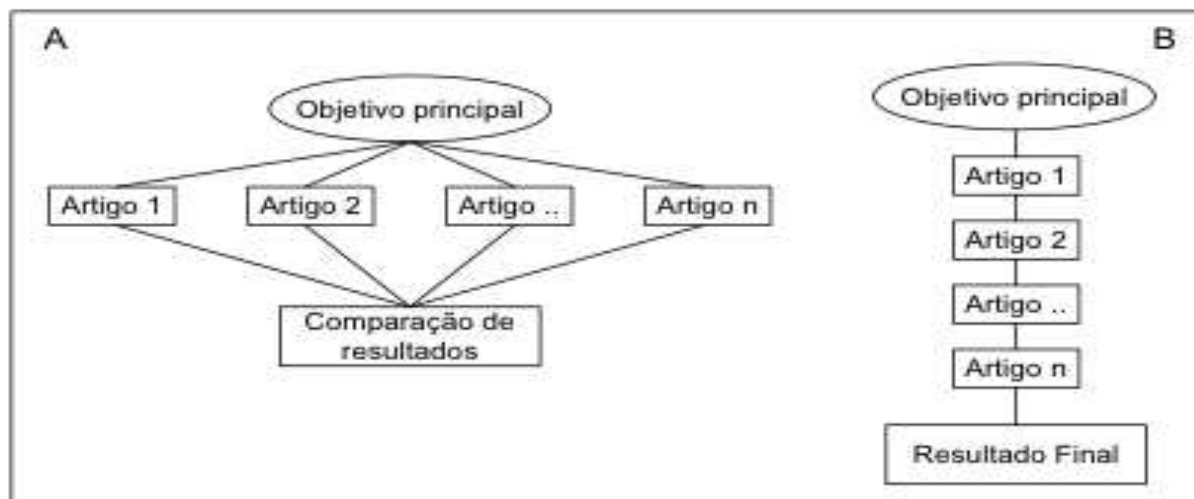 A
B
Objetivo principal
Objetivo principal
Artigo 1
Artigo 2
Artigo ..
Artigo n
Comparação de
resultados
Artigo 1
Artigo 2
Artigo ..
Artigo n
Resultado Final